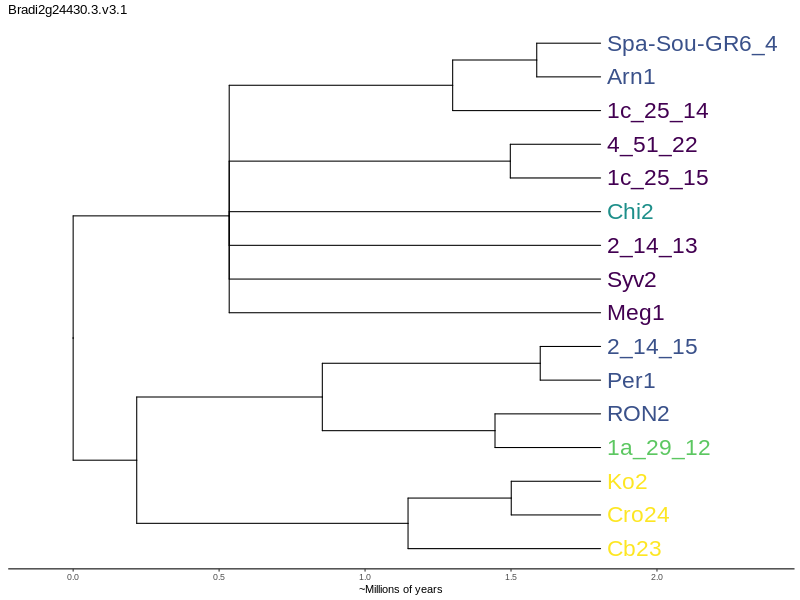 Bradi2g24430.3.v3.1
Spa-Sou-GR6_4
Arn1
1c_25_14
4_51_22
1c_25_15
Chi2
2_14_13
Syv2
Meg1
2_14_15
Per1
RON2
1a_29_12
Ko2
Cro24
Cb23
0.0 0.5 1.0 1.5 2.0
~Millions of years